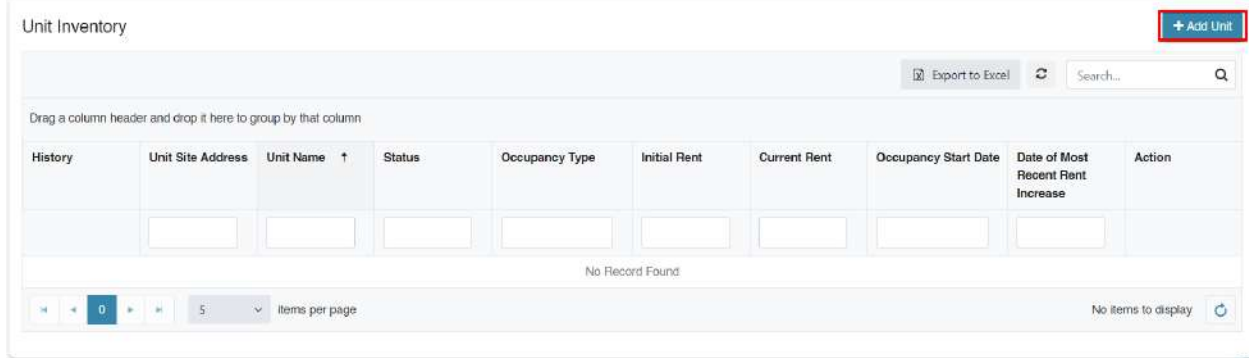 Unit Inventory
+ Add Unit
Export to Excel
Search...
Drag a column header and drop it here to group by that column
History Unit Site Address Unit Name ↑ Status Occupancy Type Initial Rent Current Rent Occupancy Start Date Date of Most Recent Rent Increase Action
No Record Found
0 5 items per page No items to display